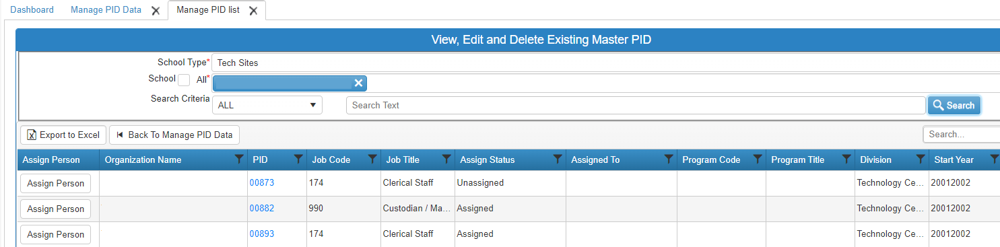 Dashboard Manage PID Data Manage PID list
View, Edit and Delete Existing Master PID
School Type* Tech Sites
School All*
Search Criteria ALL Search Text Search
Export to Excel Back To Manage PID Data Search...
Assign Person Organization Name PID Job Code Job Title Assign Status Assigned To Program Code Program Title Division Start Year
Assign Person 00873 174 Clerical Staff Unassigned Technology Ce... 20012002
Assign Person 00882 990 Custodian / Ma... Assigned Technology Ce... 20012002
Assign Person 00893 174 Clerical Staff Assigned Technology Ce... 20012002